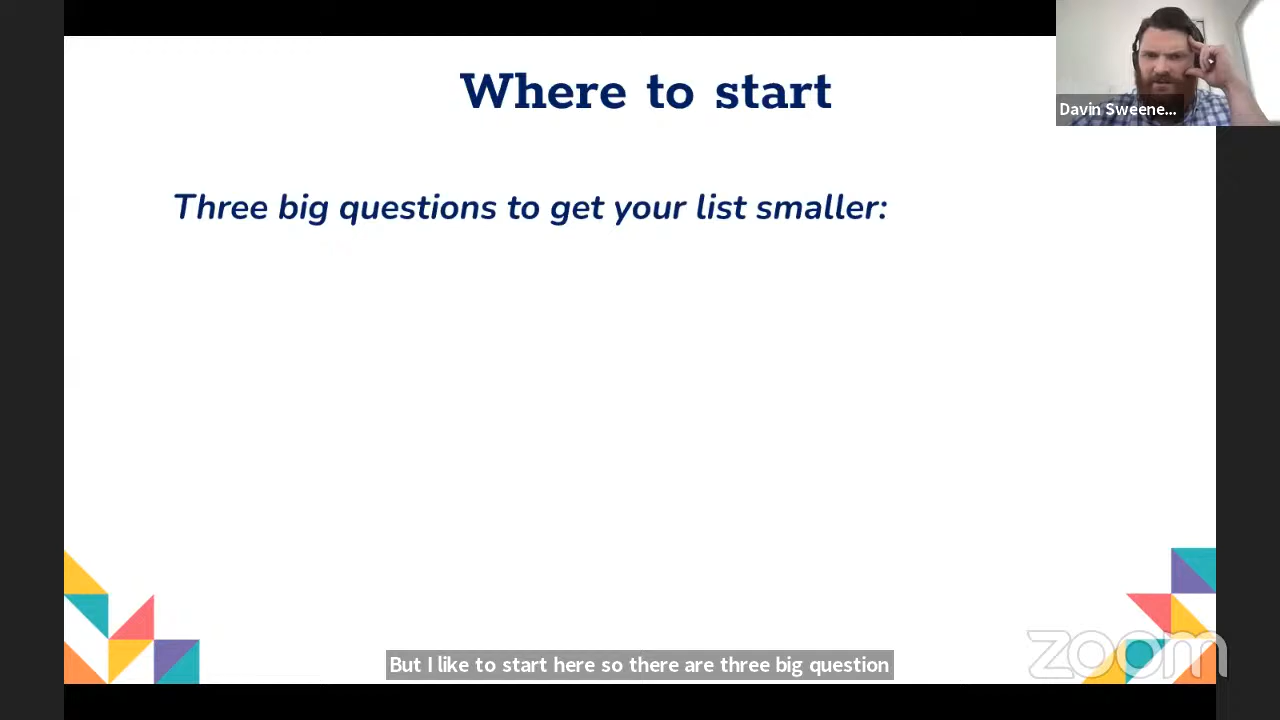 Where to start
Davin Sweene...
Three big questions to get your list smaller:
zoom
But I like to start here so there are three big question